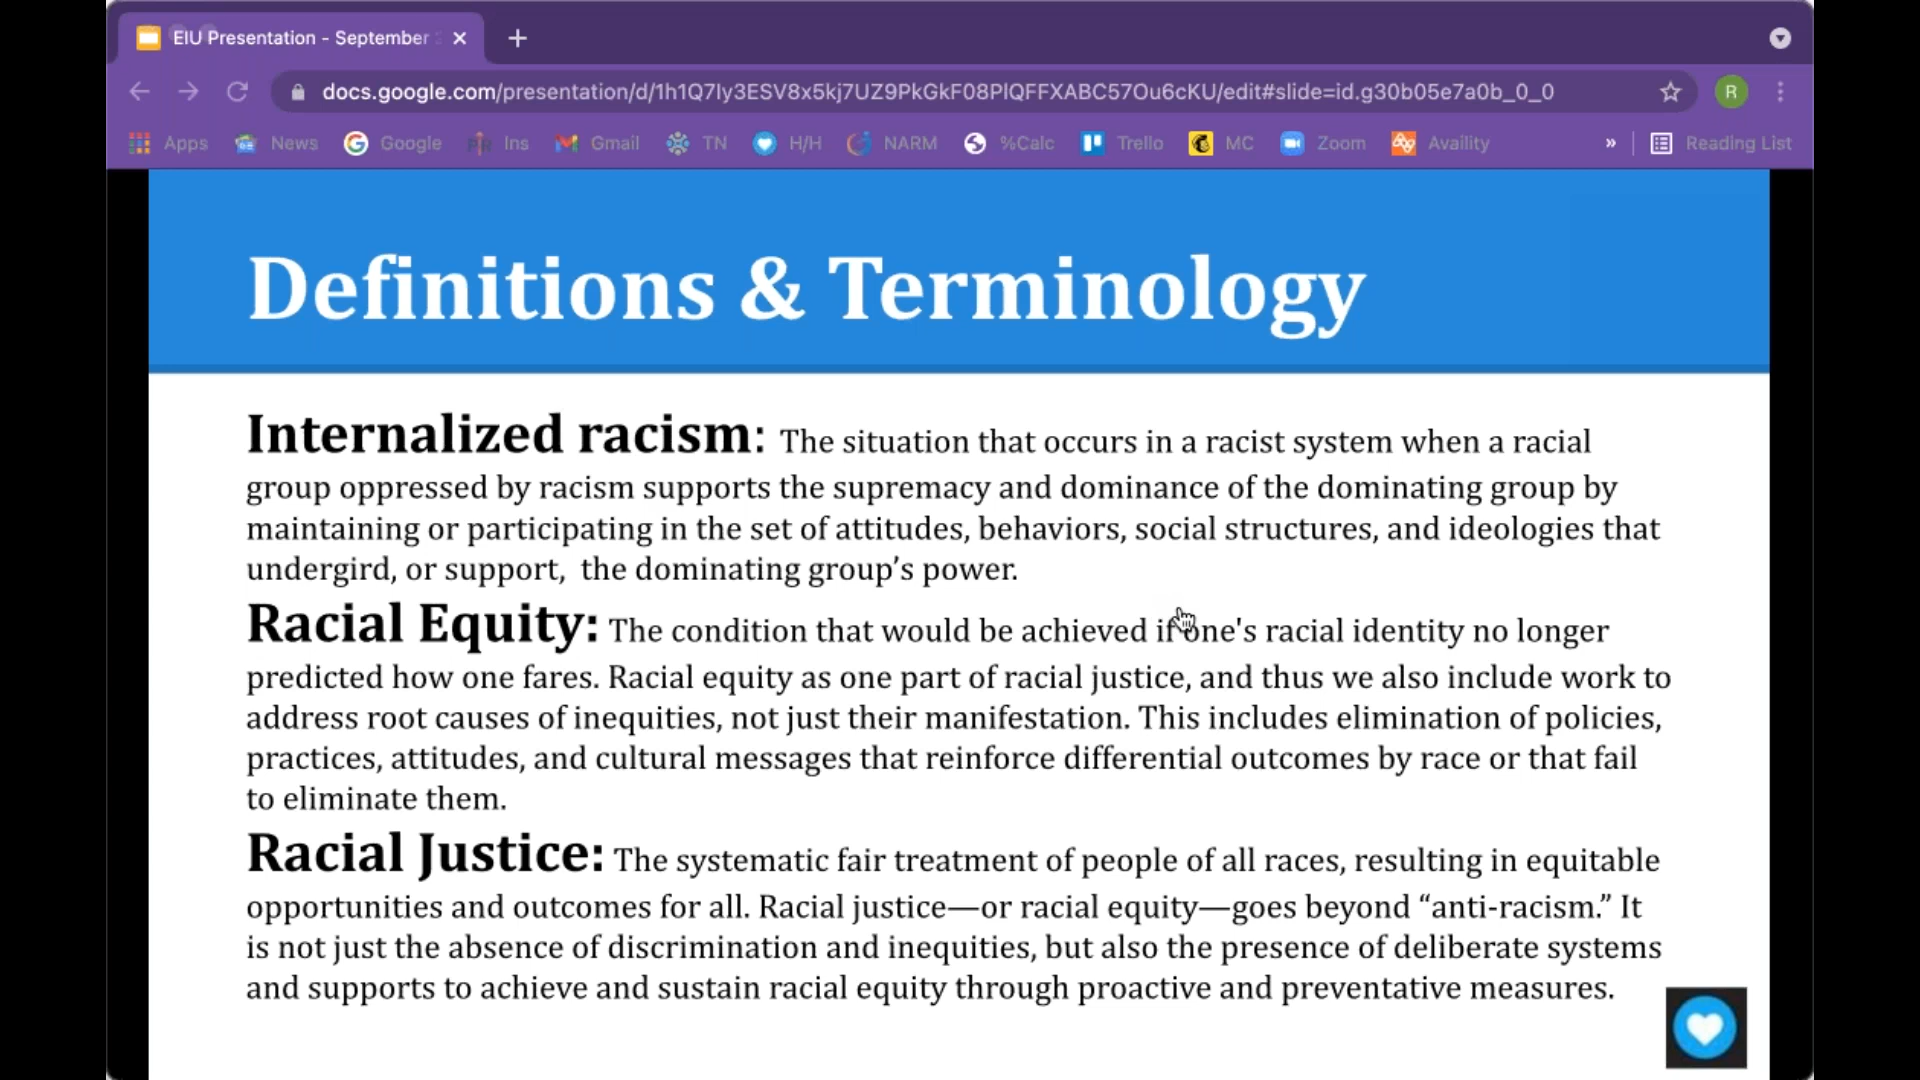 EIU Presentation - September
docs.google.com/presentation/d/1h1Q7Iy3ESV8x5kj7UZ9PkGkF08PlQFFXABC57Ou6cKU/edit#slide=id.g30b05e7a0b_0_0
R
Apps News Google Ins Gmail TN H/H NARM %Calc Trello MC Zoom Availity » Reading List
Definitions & Terminology
Internalized racism: The situation that occurs in a racist system when a racial
group oppressed by racism supports the supremacy and dominance of the dominating group by
maintaining or participating in the set of attitudes, behaviors, social structures, and ideologies that
undergird, or support,  the dominating group’s power.
Racial Equity: The condition that would be achieved if one's racial identity no longer
predicted how one fares. Racial equity as one part of racial justice, and thus we also include work to
address root causes of inequities, not just their manifestation. This includes elimination of policies,
practices, attitudes, and cultural messages that reinforce differential outcomes by race or that fail
to eliminate them.
Racial Justice: The systematic fair treatment of people of all races, resulting in equitable
opportunities and outcomes for all. Racial justice—or racial equity—goes beyond “anti-racism.” It
is not just the absence of discrimination and inequities, but also the presence of deliberate systems
and supports to achieve and sustain racial equity through proactive and preventative measures.